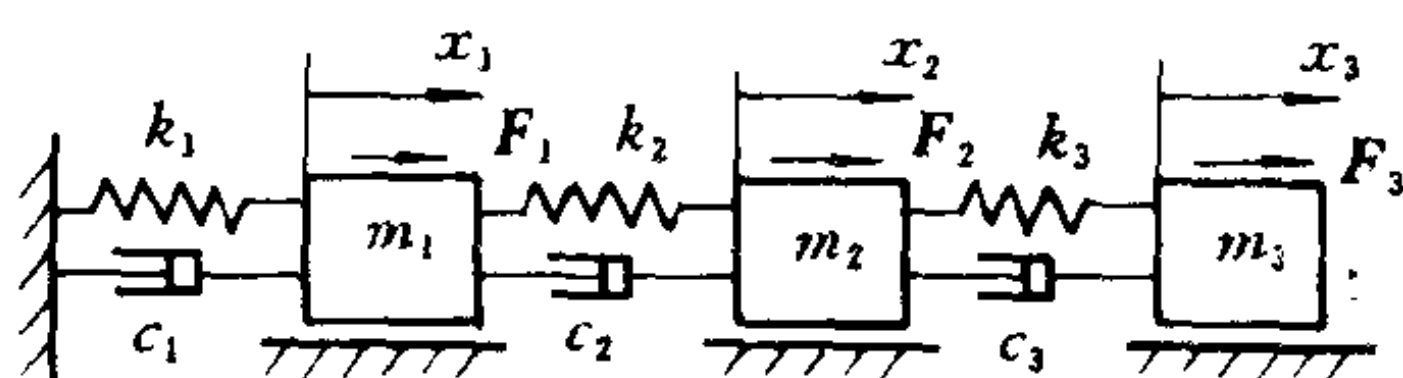 x₁ x₂ x₃
k₁ F₁ k₂ F₂ k₃ F₃
m₁ m₂ m₃
c₁ c₂ c₃